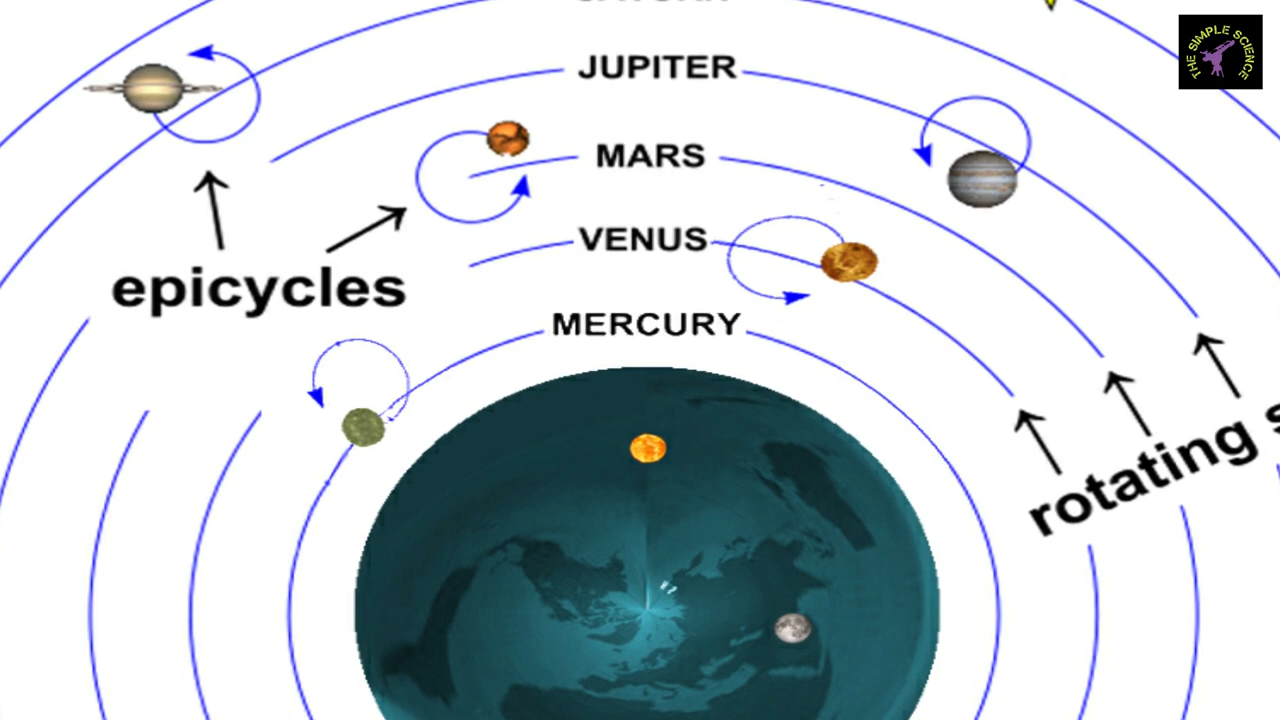 JUPITER
MARS
VENUS
MERCURY
epicycles
rotating
THE SIMPLE SCIENCE